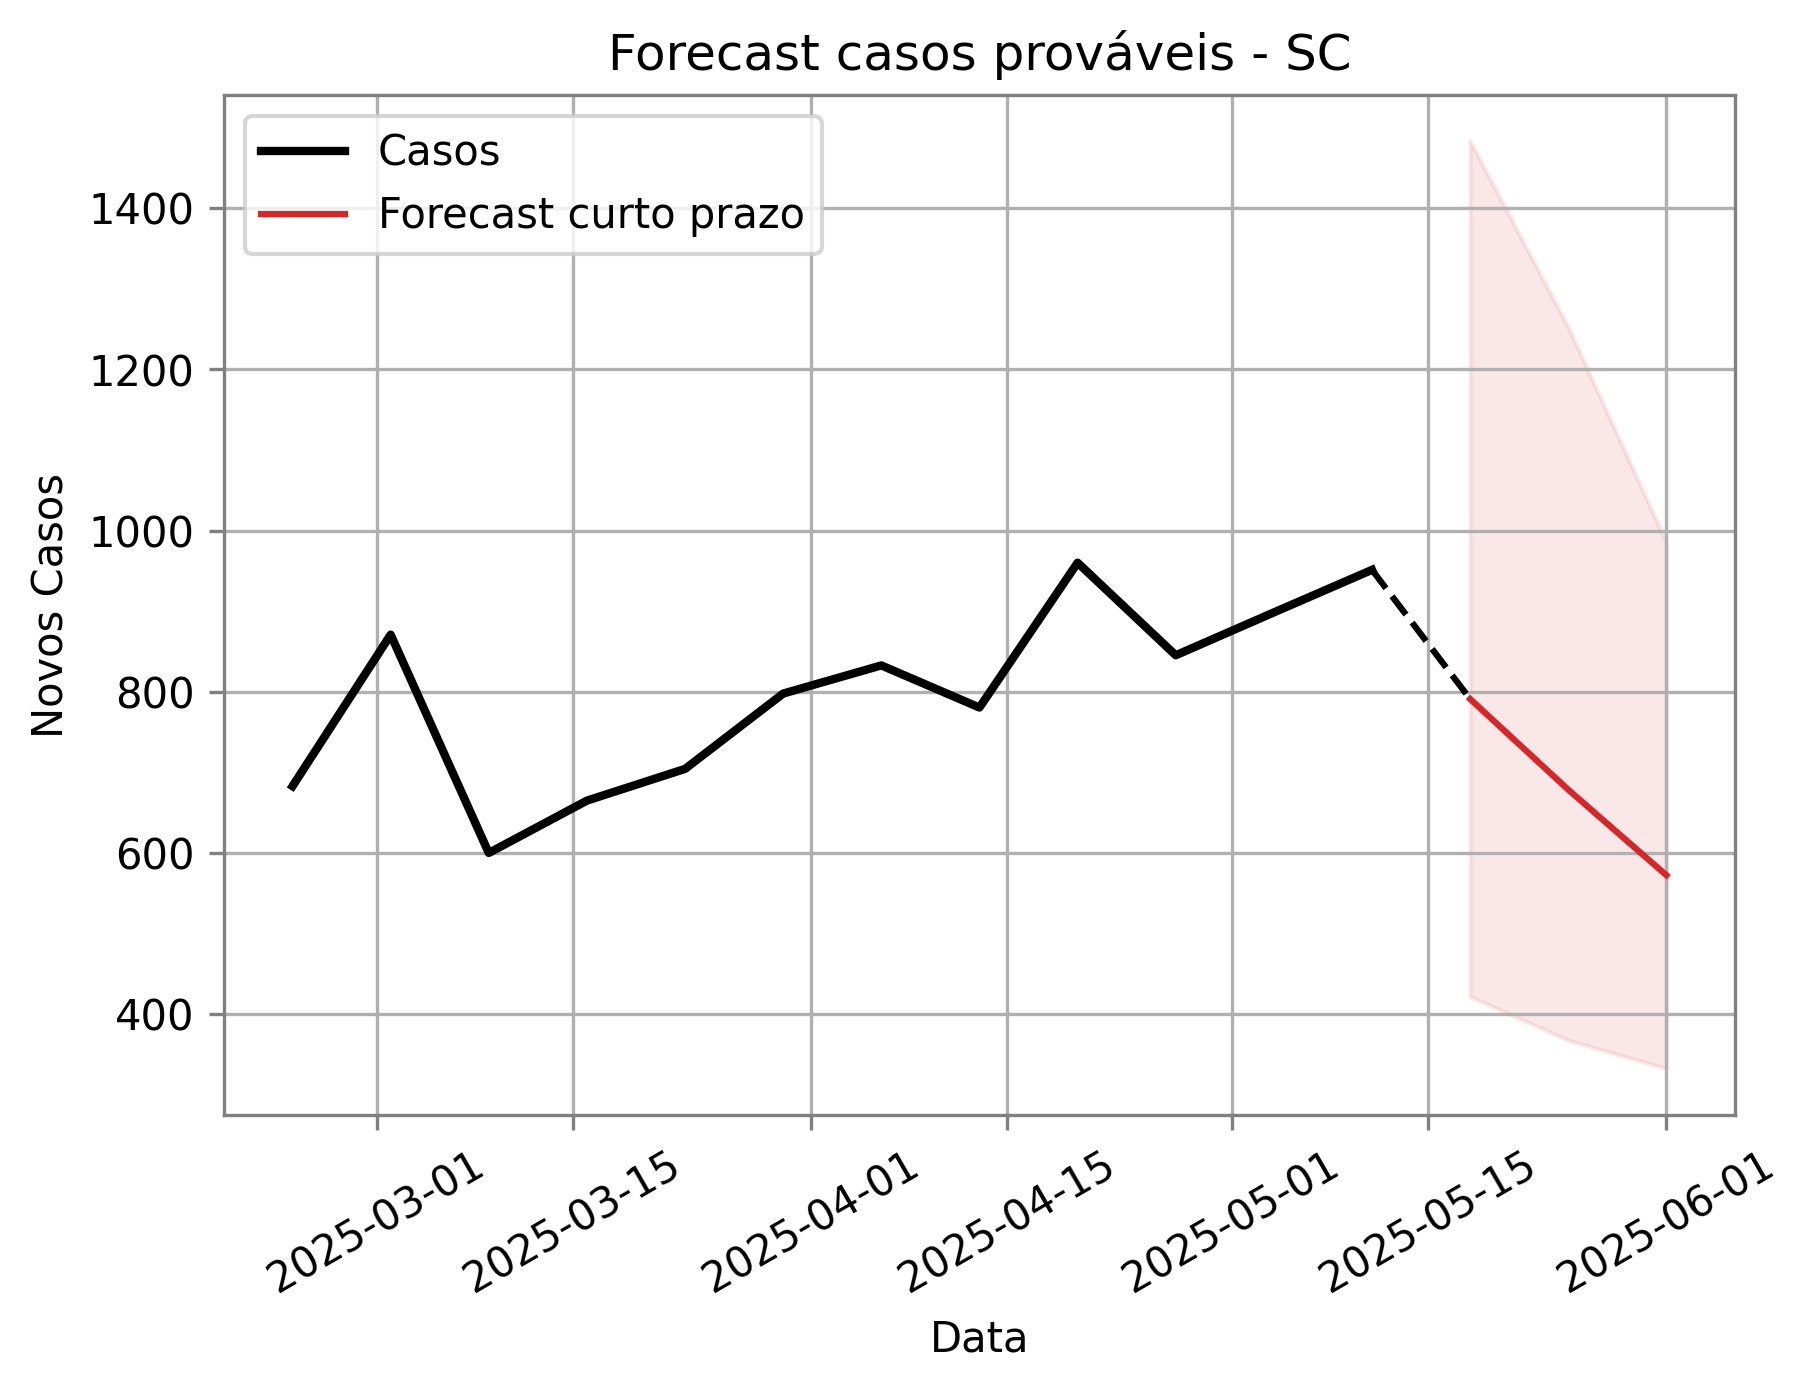 Forecast casos prováveis - SC
Casos
Forecast curto prazo
1400
1200
1000
800
600
400
Novos Casos
2025-03-01
2025-03-15
2025-04-01
2025-04-15
2025-05-01
2025-05-15
2025-06-01
Data